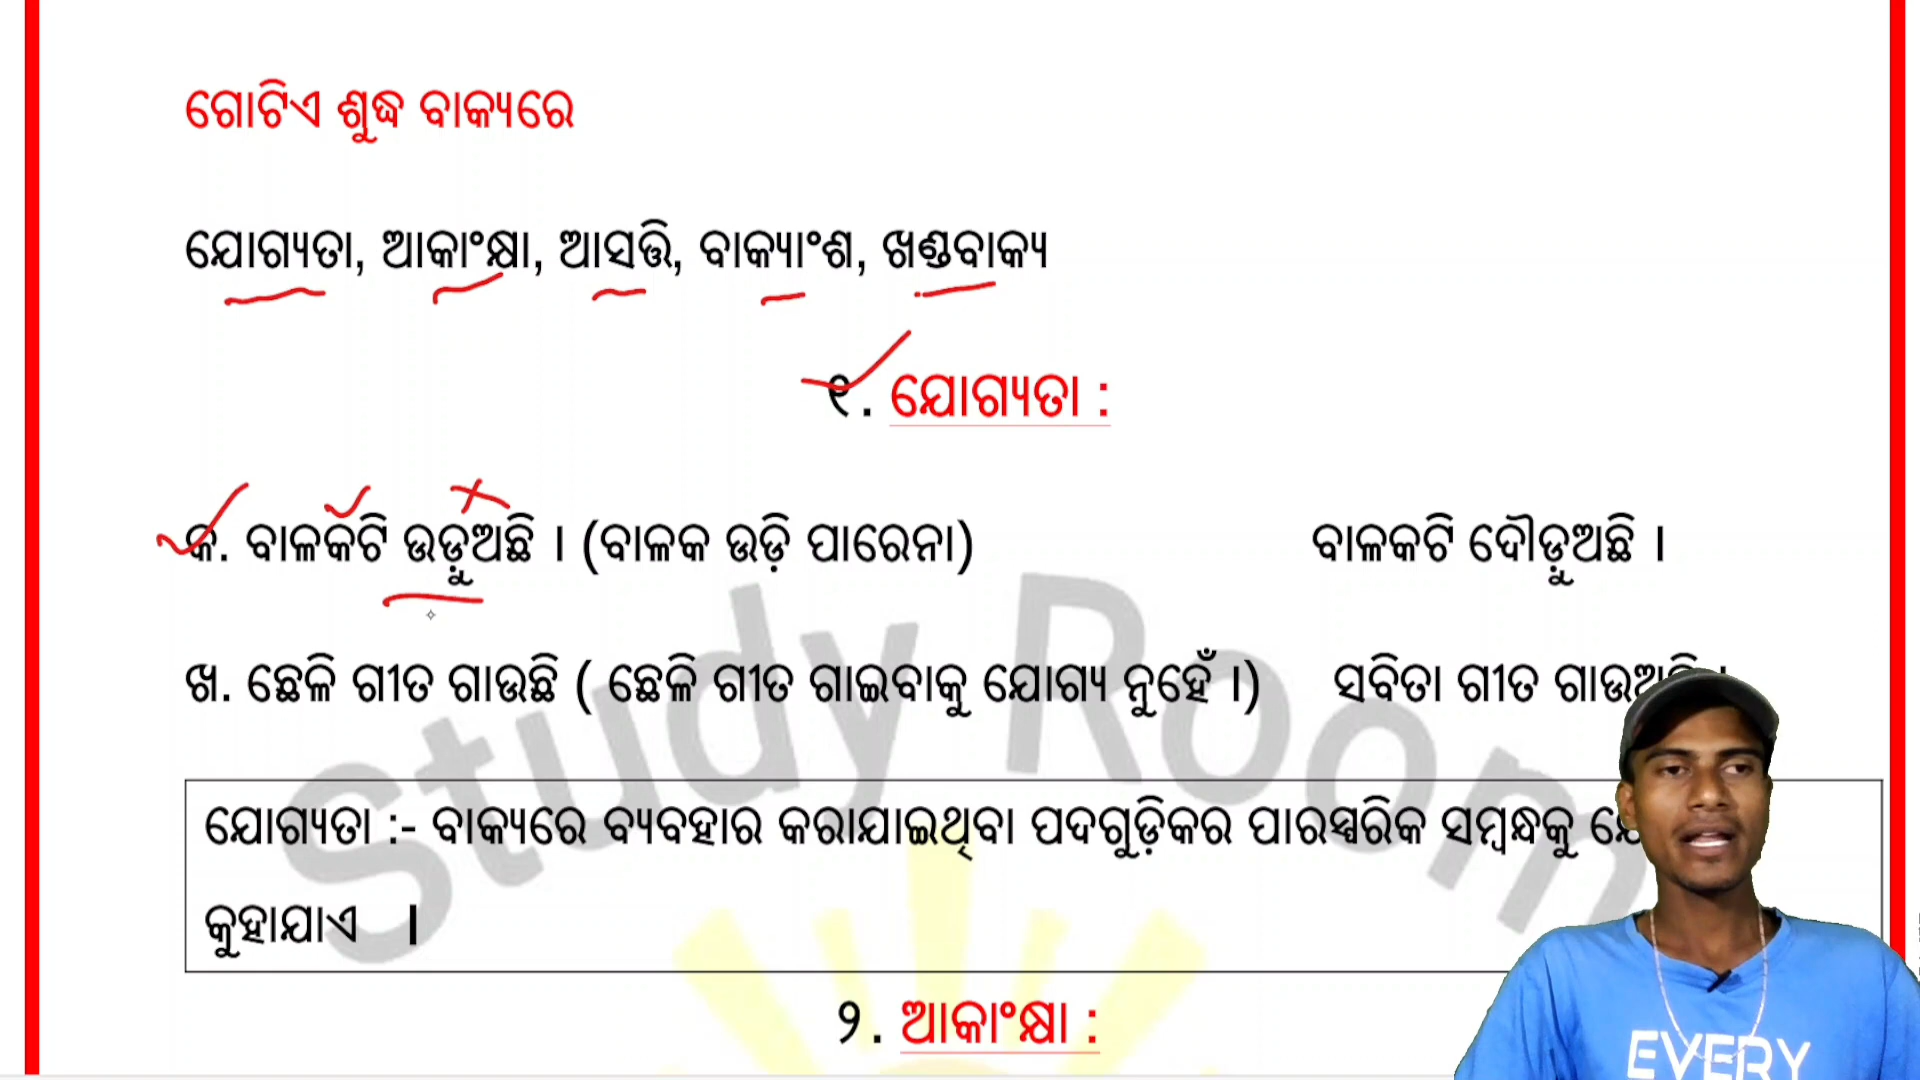 ଗୋଟିଏ ଶୁଦ୍ଧ ବାକ୍ୟରେ
ଯୋଗ୍ୟତା, ଆକାଂକ୍ଷା, ଆସତ୍ତି, ବାକ୍ୟାଂଶ, ଖଣ୍ଡବାକ୍ୟ
୧. ଯୋଗ୍ୟତା :
କ. ବାଳକଟି ଉଡ଼ୁଅଛି । (ବାଳକ ଉଡ଼ି ପାରେନା) ବାଳକଟି ଦୌଡ଼ୁଅଛି ।
ଖ. ଛେଳି ଗୀତ ଗାଉଛି ( ଛେଳି ଗୀତ ଗାଇବାକୁ ଯୋଗ୍ୟ ନୁହେଁ ।) ସବିତା ଗୀତ
ଯୋଗ୍ୟତା :- ବାକ୍ୟରେ ବ୍ୟବହାର କରାଯାଇଥିବା ପଦଗୁଡ଼ିକର ପାରସ୍ପରିକ ସମ୍ବନ୍ଧକୁ
କୁହାଯାଏ ।
୨. ଆକାଂକ୍ଷା :
Study Room
EVERY